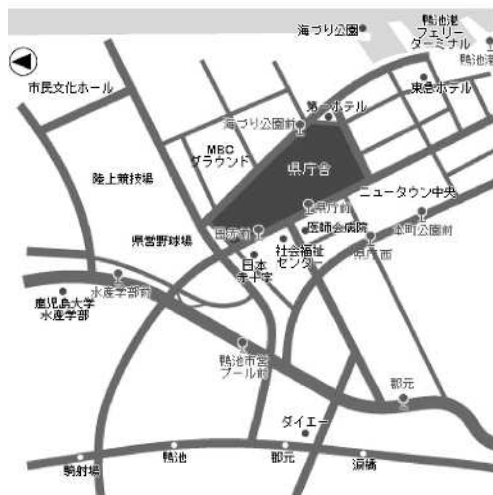 海づり公園
鴨池港
フェリー
ターミナル
鴨池港
市民文化ホール
東急ホテル
第一ホテル
海づり公園前
MBC
グラウンド
県庁舎
陸上競技場
ニュータウン中央
県庁前
医師会病院
本町公園前
県営野球場
日赤前
社会福祉
センター
県庁西
日本
赤十字
鹿児島大学
水産学部
水産学部前
鴨池市営
プール前
郡元
ダイエー
騎射場
鴨池
郡元
涙橋